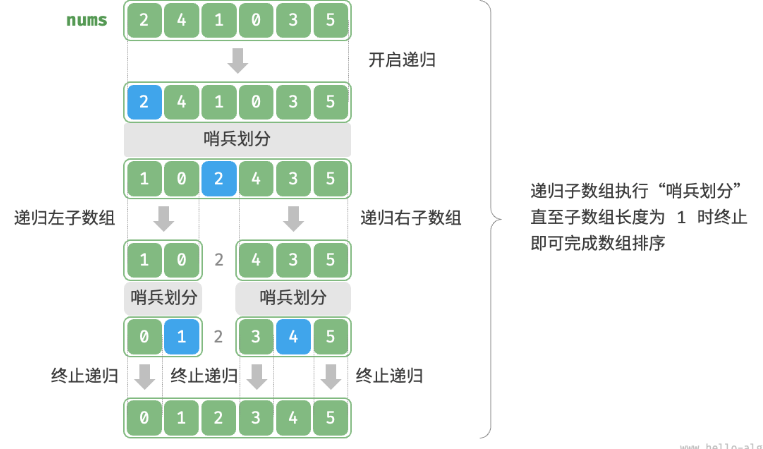 nums 2 4 1 0 3 5
开启递归
2 4 1 0 3 5
哨兵划分
1 0 2 4 3 5
递归左子数组 递归右子数组
1 0 2 4 3 5
哨兵划分 哨兵划分
0 1 2 3 4 5
终止递归 终止递归 终止递归
0 1 2 3 4 5
递归子数组执行“哨兵划分”
直至子数组长度为 1 时终止
即可完成数组排序
www.hello-alg